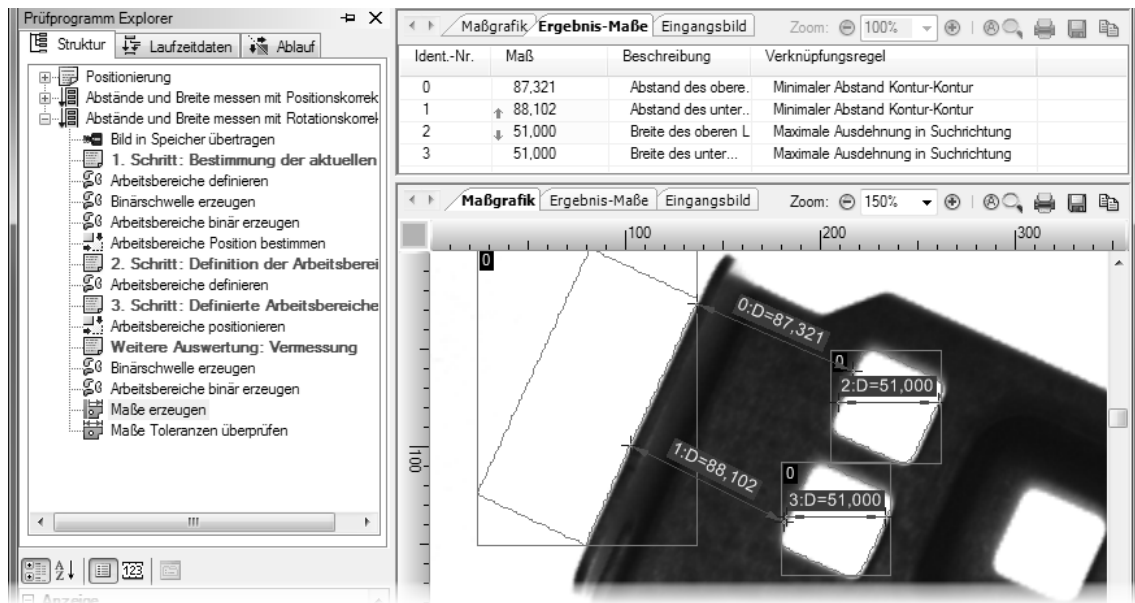 Prüfprogramm Explorer
Struktur Laufzeitdaten Ablauf
Positionierung
Abstände und Breite messen mit Positionskorrek
Abstände und Breite messen mit Rotationskorrek
Bild in Speicher übertragen
1. Schritt: Bestimmung der aktuellen
Arbeitsbereiche definieren
Binärschwelle erzeugen
Arbeitsbereiche binär erzeugen
Arbeitsbereiche Position bestimmen
2. Schritt: Definition der Arbeitsberei
Arbeitsbereiche definieren
3. Schritt: Definierte Arbeitsbereiche
Arbeitsbereiche positionieren
Weitere Auswertung: Vermessung
Binärschwelle erzeugen
Arbeitsbereiche binär erzeugen
Maße erzeugen
Maße Toleranzen überprüfen
123
Anzeige
Maßgrafik Ergebnis-Maße Eingangsbild Zoom: 100%
Ident.-Nr. Maß Beschreibung Verknüpfungsregel
0 87,321 Abstand des obere. Minimaler Abstand Kontur-Kontur
1 88,102 Abstand des unter.. Minimaler Abstand Kontur-Kontur
2 51,000 Breite des oberen L Maximale Ausdehnung in Suchrichtung
3 51,000 Breite des unter... Maximale Ausdehnung in Suchrichtung
Maßgrafik Ergebnis-Maße Eingangsbild Zoom: 150%
100 200 300
0
0:D=87,321
0
2:D=51,000
100
1:D=88,102
0
3:D=51,000